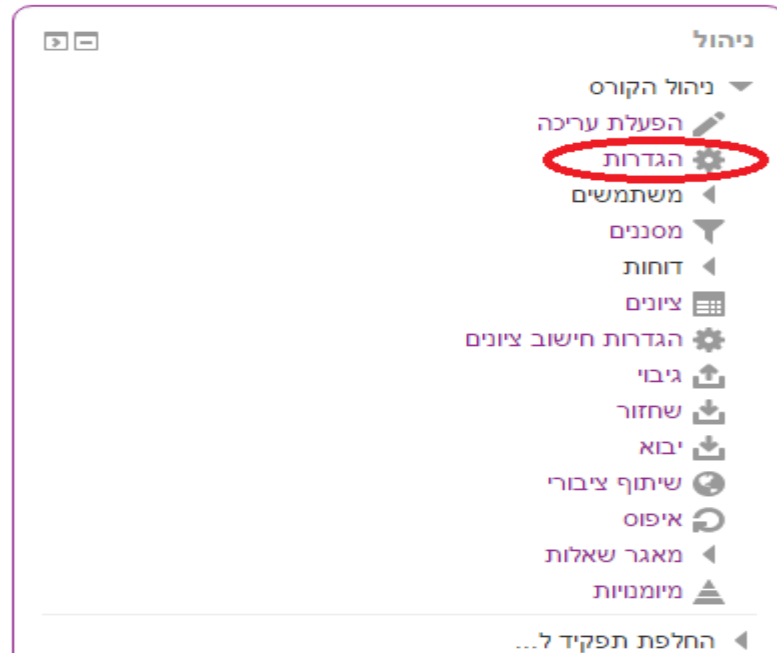 ניהול
ניהול הקורס
הפעלת עריכה
הגדרות
משתמשים
מסננים
דוחות
ציונים
הגדרות חישוב ציונים
גיבוי
שחזור
יבוא
שיתוף ציבורי
איפוס
מאגר שאלות
מיומנויות
החלפת תפקיד ל...